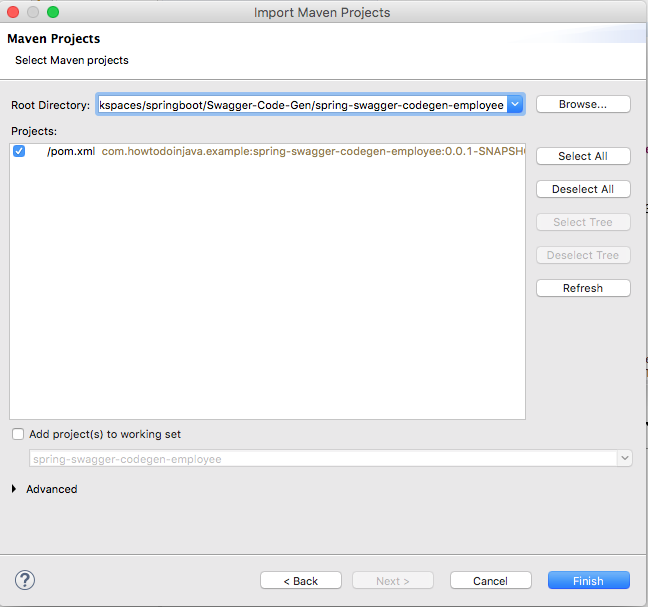 Import Maven Projects
Maven Projects
Select Maven projects
Root Directory: kspaces/springboot/Swagger-Code-Gen/spring-swagger-codegen-employee Browse...
Projects:
/pom.xml com.howtodoinjava.example:spring-swagger-codegen-employee:0.0.1-SNAPSH
Select All
Deselect All
Select Tree
Deselect Tree
Refresh
Add project(s) to working set
spring-swagger-codegen-employee
Advanced
? < Back Next > Cancel Finish